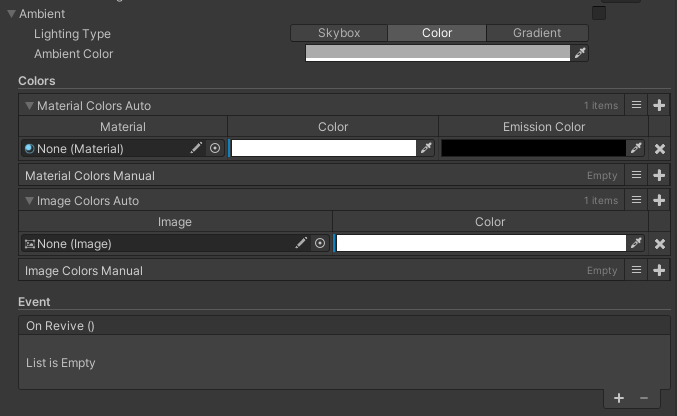 Ambient
Lighting Type Skybox Color Gradient
Ambient Color
Colors
Material Colors Auto 1 items
Material Color Emission Color
None (Material)
Material Colors Manual Empty
Image Colors Auto 1 items
Image Color
None (Image)
Image Colors Manual Empty
Event
On Revive ()
List is Empty